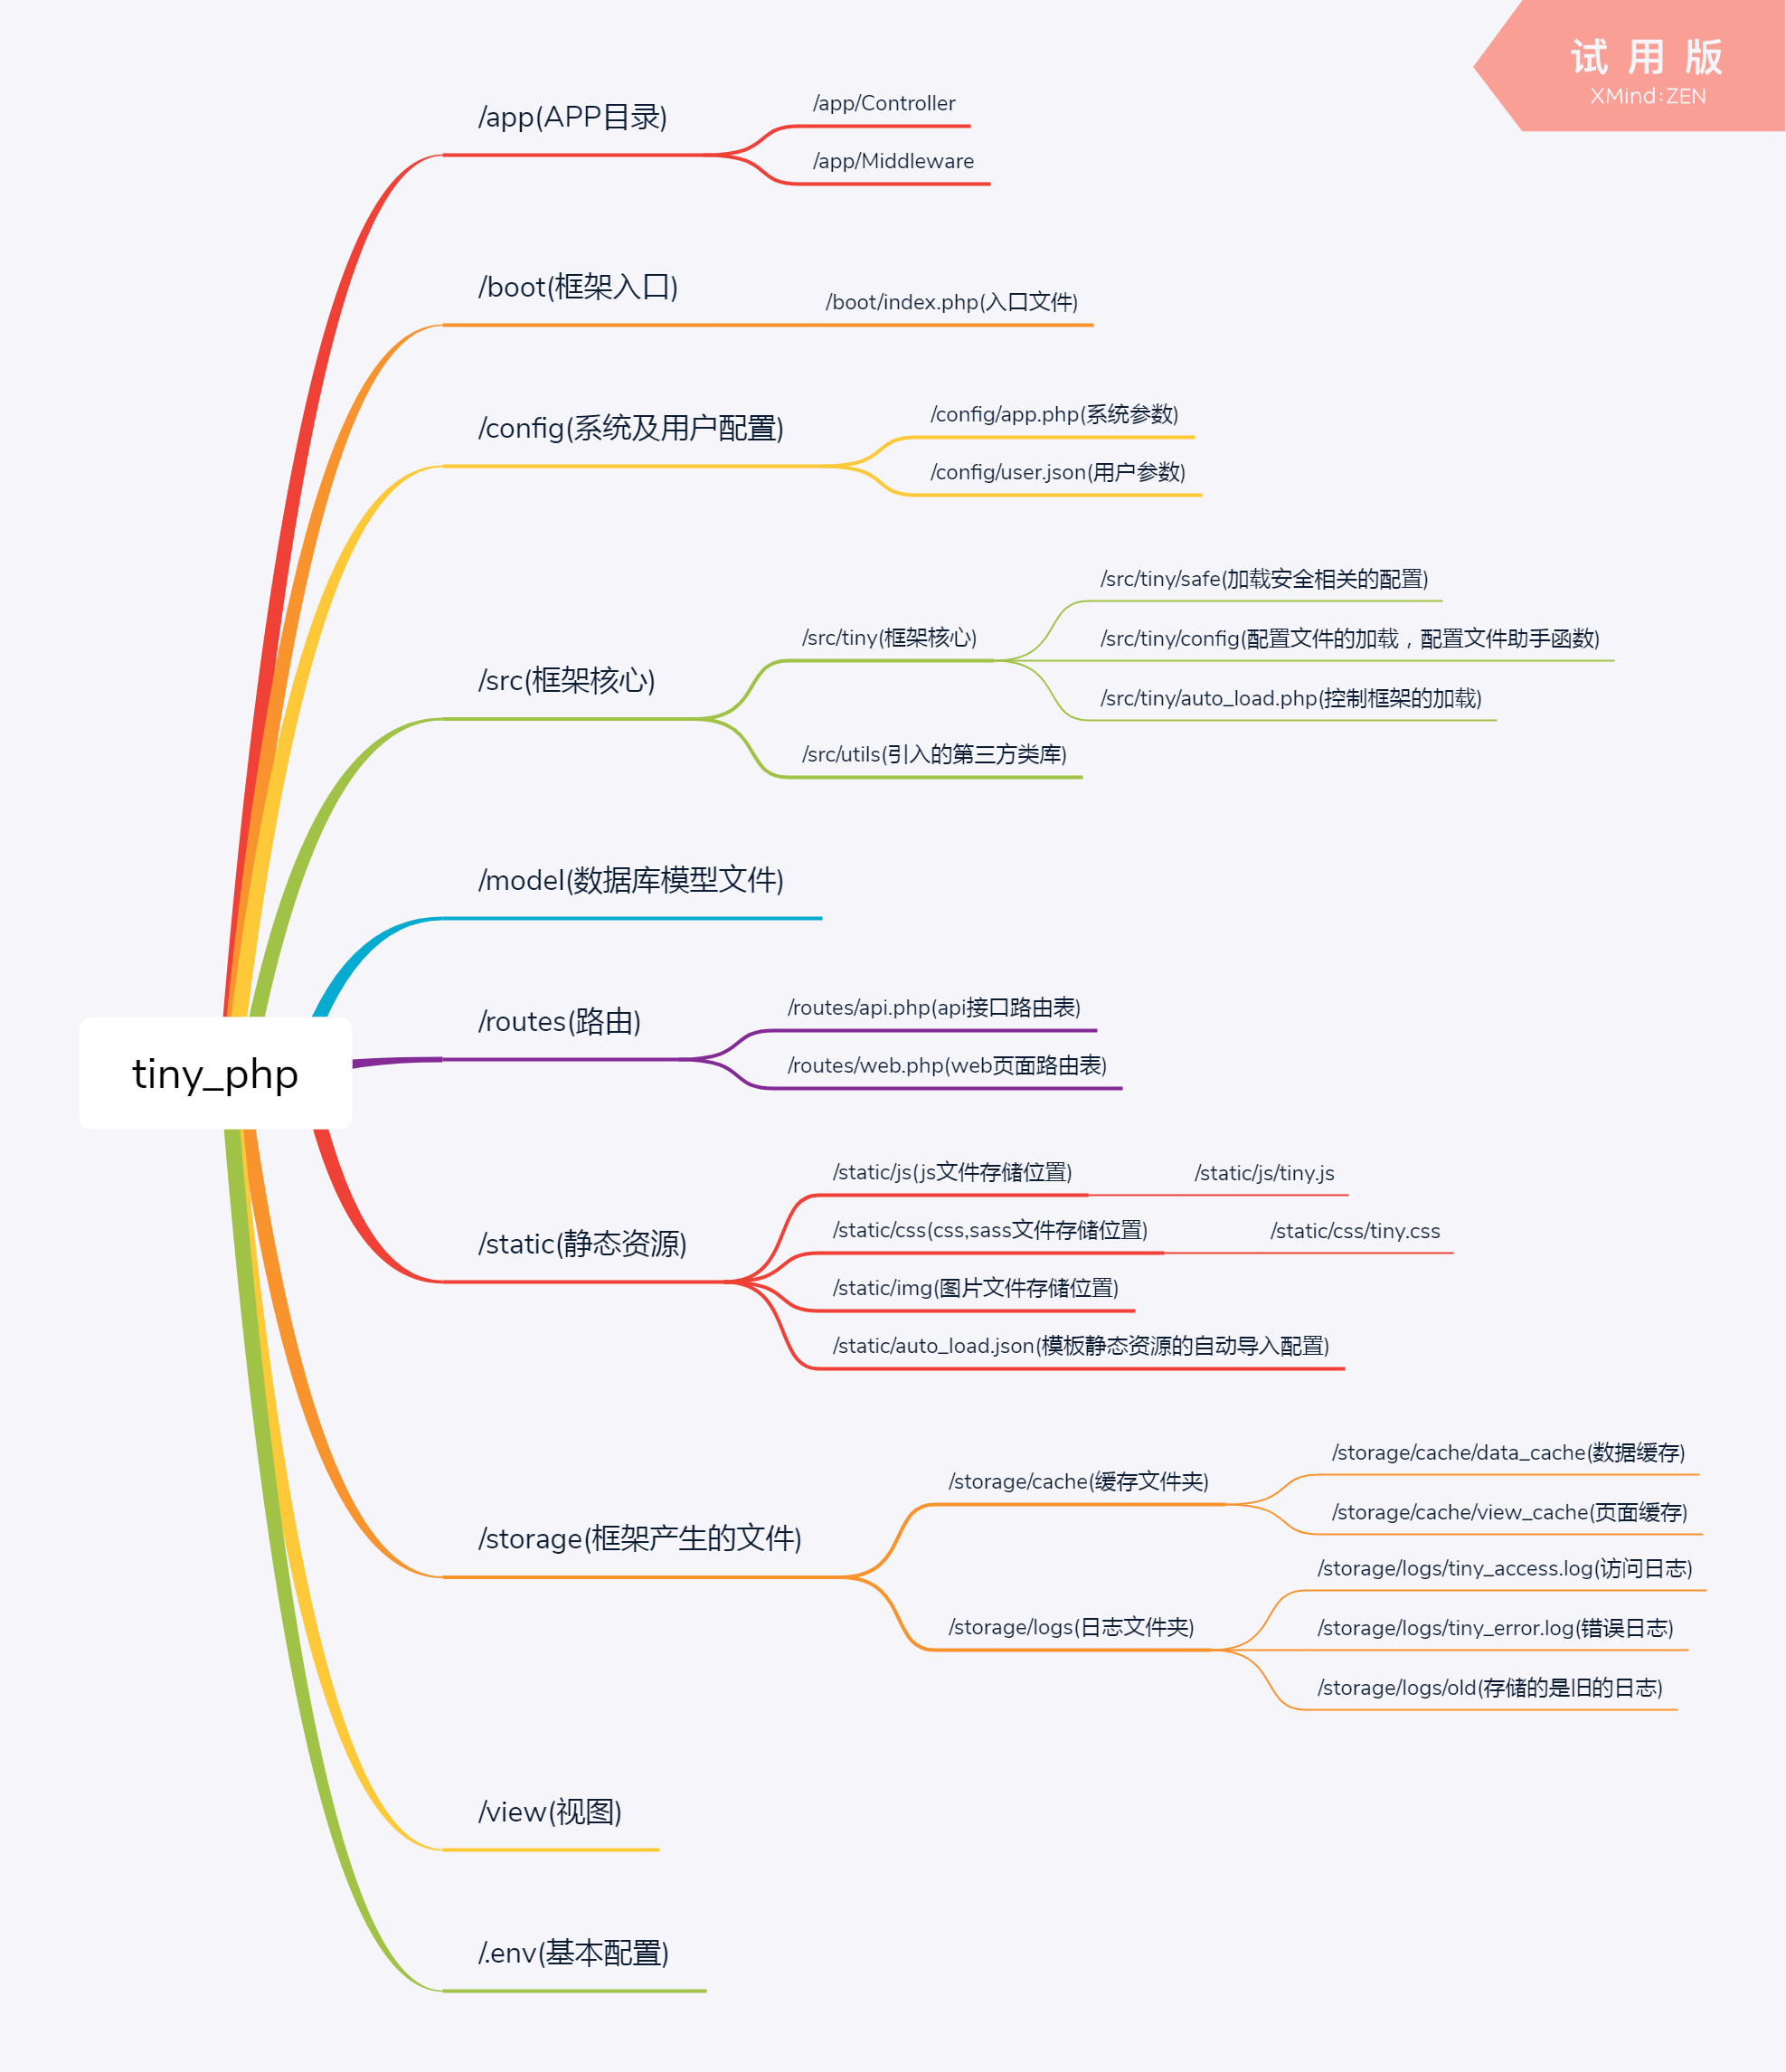 试 用 版
XMind:ZEN
tiny_php
/app(APP目录)
/app/Controller
/app/Middleware
/boot(框架入口)
/boot/index.php(入口文件)
/config(系统及用户配置)
/config/app.php(系统参数)
/config/user.json(用户参数)
/src(框架核心)
/src/tiny(框架核心)
/src/tiny/safe(加载安全相关的配置)
/src/tiny/config(配置文件的加载，配置文件助手函数)
/src/tiny/auto_load.php(控制框架的加载)
/src/utils(引入的第三方类库)
/model(数据库模型文件)
/routes(路由)
/routes/api.php(api接口路由表)
/routes/web.php(web页面路由表)
/static(静态资源)
/static/js(js文件存储位置)
/static/js/tiny.js
/static/css(css,sass文件存储位置)
/static/css/tiny.css
/static/img(图片文件存储位置)
/static/auto_load.json(模板静态资源的自动导入配置)
/storage(框架产生的文件)
/storage/cache(缓存文件夹)
/storage/cache/data_cache(数据缓存)
/storage/cache/view_cache(页面缓存)
/storage/logs(日志文件夹)
/storage/logs/tiny_access.log(访问日志)
/storage/logs/tiny_error.log(错误日志)
/storage/logs/old(存储的是旧的日志)
/view(视图)
/.env(基本配置)